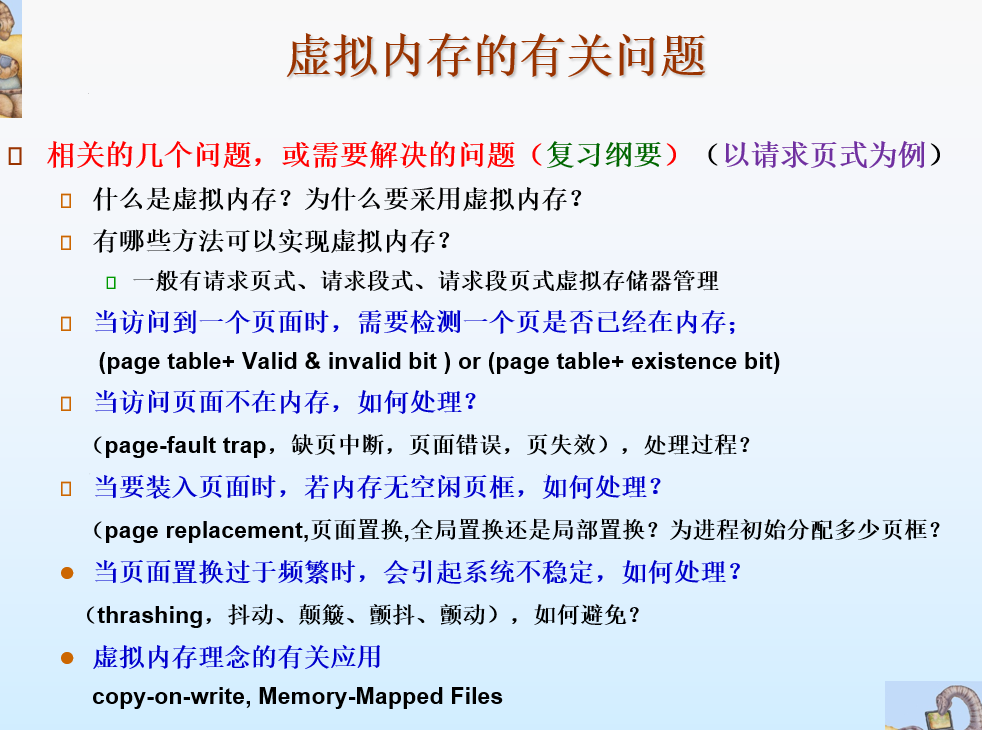 虚拟内存的有关问题
相关的几个问题，或需要解决的问题（复习纲要）（以请求页式为例）
什么是虚拟内存？为什么要采用虚拟内存？
有哪些方法可以实现虚拟内存？
一般有请求页式、请求段式、请求段页式虚拟存储器管理
当访问到一个页面时，需要检测一个页是否已经在内存；
(page table+ Valid & invalid bit ) or (page table+ existence bit)
当访问页面不在内存，如何处理？
（page-fault trap，缺页中断，页面错误，页失效），处理过程？
当要装入页面时，若内存无空闲页框，如何处理？
（page replacement,页面置换,全局置换还是局部置换？为进程初始分配多少页框？
当页面置换过于频繁时，会引起系统不稳定，如何处理？
（thrashing，抖动、颠簸、颤抖、颤动），如何避免？
虚拟内存理念的有关应用
copy-on-write, Memory-Mapped Files